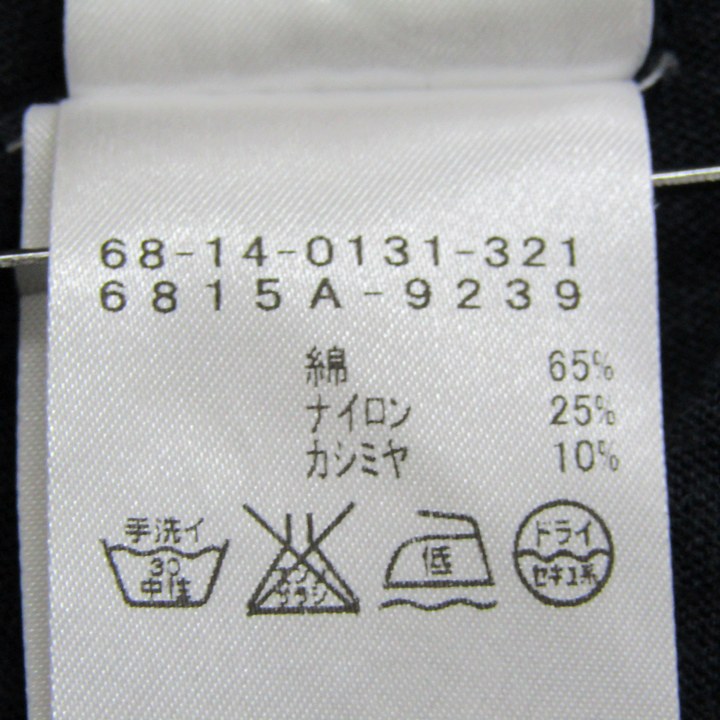 68-14-0131-321
6815A-9239
綿 65%
ナイロン 25%
カシミヤ 10%
手洗イ
30
中性
エンソ
サラシ
低
ドライ
セキユ系